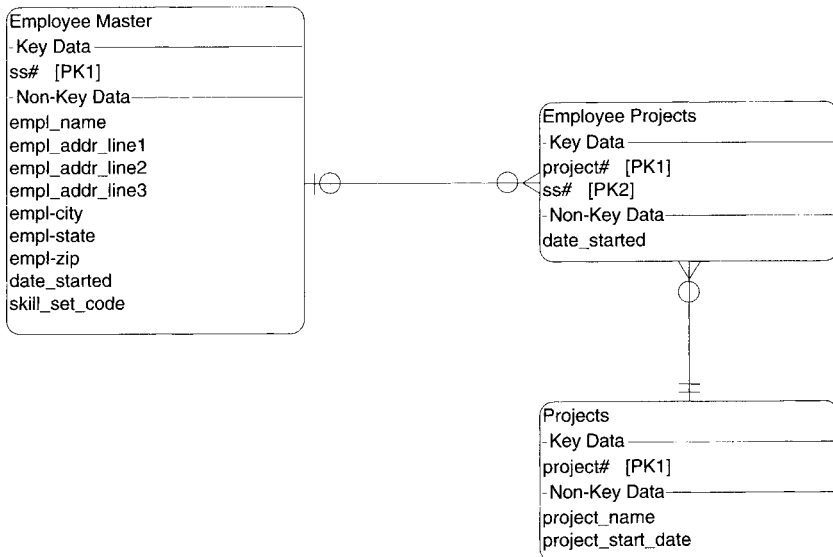 Employee Master
Key Data
ss# [PK1]
Non-Key Data
empl_name
empl_addr_line1
empl_addr_line2
empl_addr_line3
empl-city
empl-state
empl-zip
date_started
skill_set_code
Employee Projects
Key Data
project# [PK1]
ss# [PK2]
Non-Key Data
date_started
Projects
Key Data
project# [PK1]
Non-Key Data
project_name
project_start_date